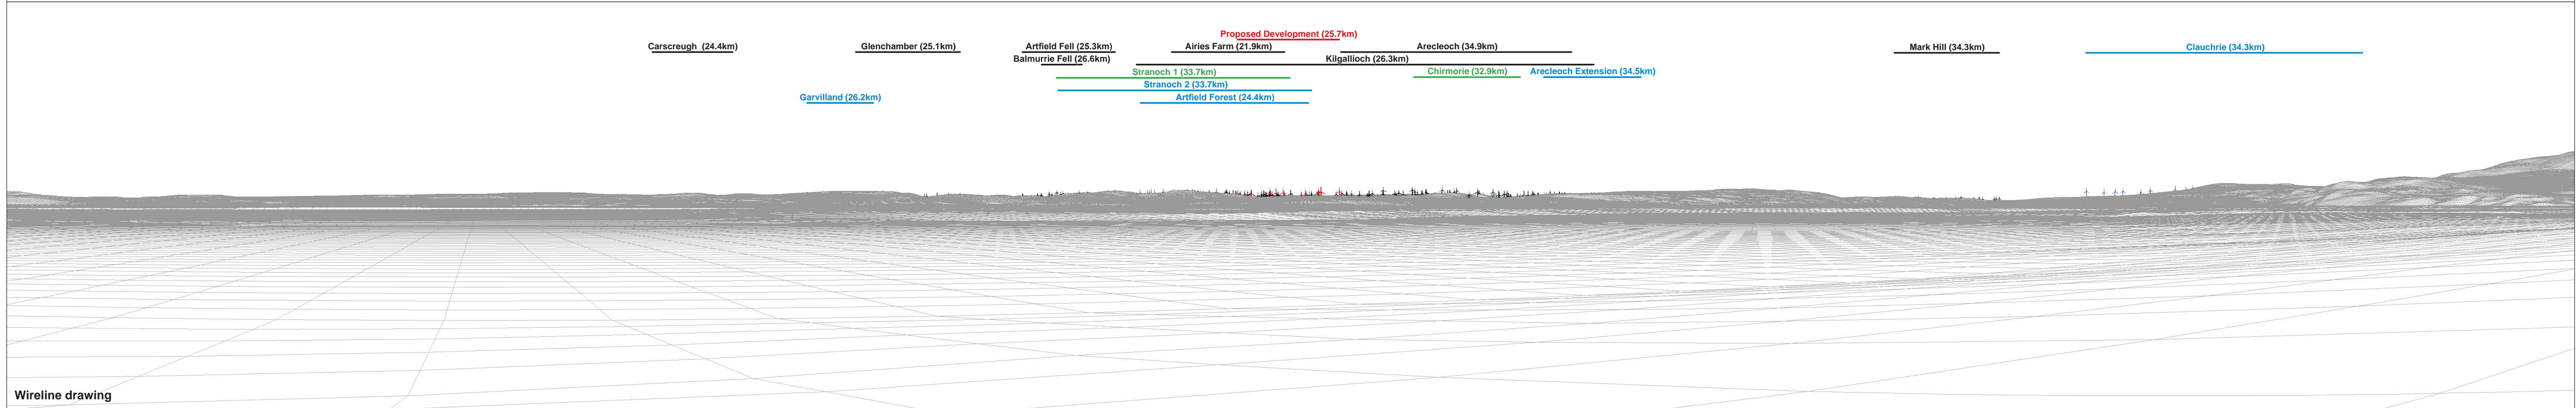 Proposed Development (25.7km)
Carscreugh (24.4km)
Glenchamber (25.1km)
Artfield Fell (25.3km)
Airies Farm (21.9km)
Arecleoch (34.9km)
Mark Hill (34.3km)
Clauchrie (34.3km)
Balmurrie Fell (26.6km)
Kilgallioch (26.3km)
Stranoch 1 (33.7km)
Chirmorie (32.9km)
Arecleoch Extension (34.5km)
Stranoch 2 (33.7km)
Garvilland (26.2km)
Artfield Forest (24.4km)
Wireline drawing